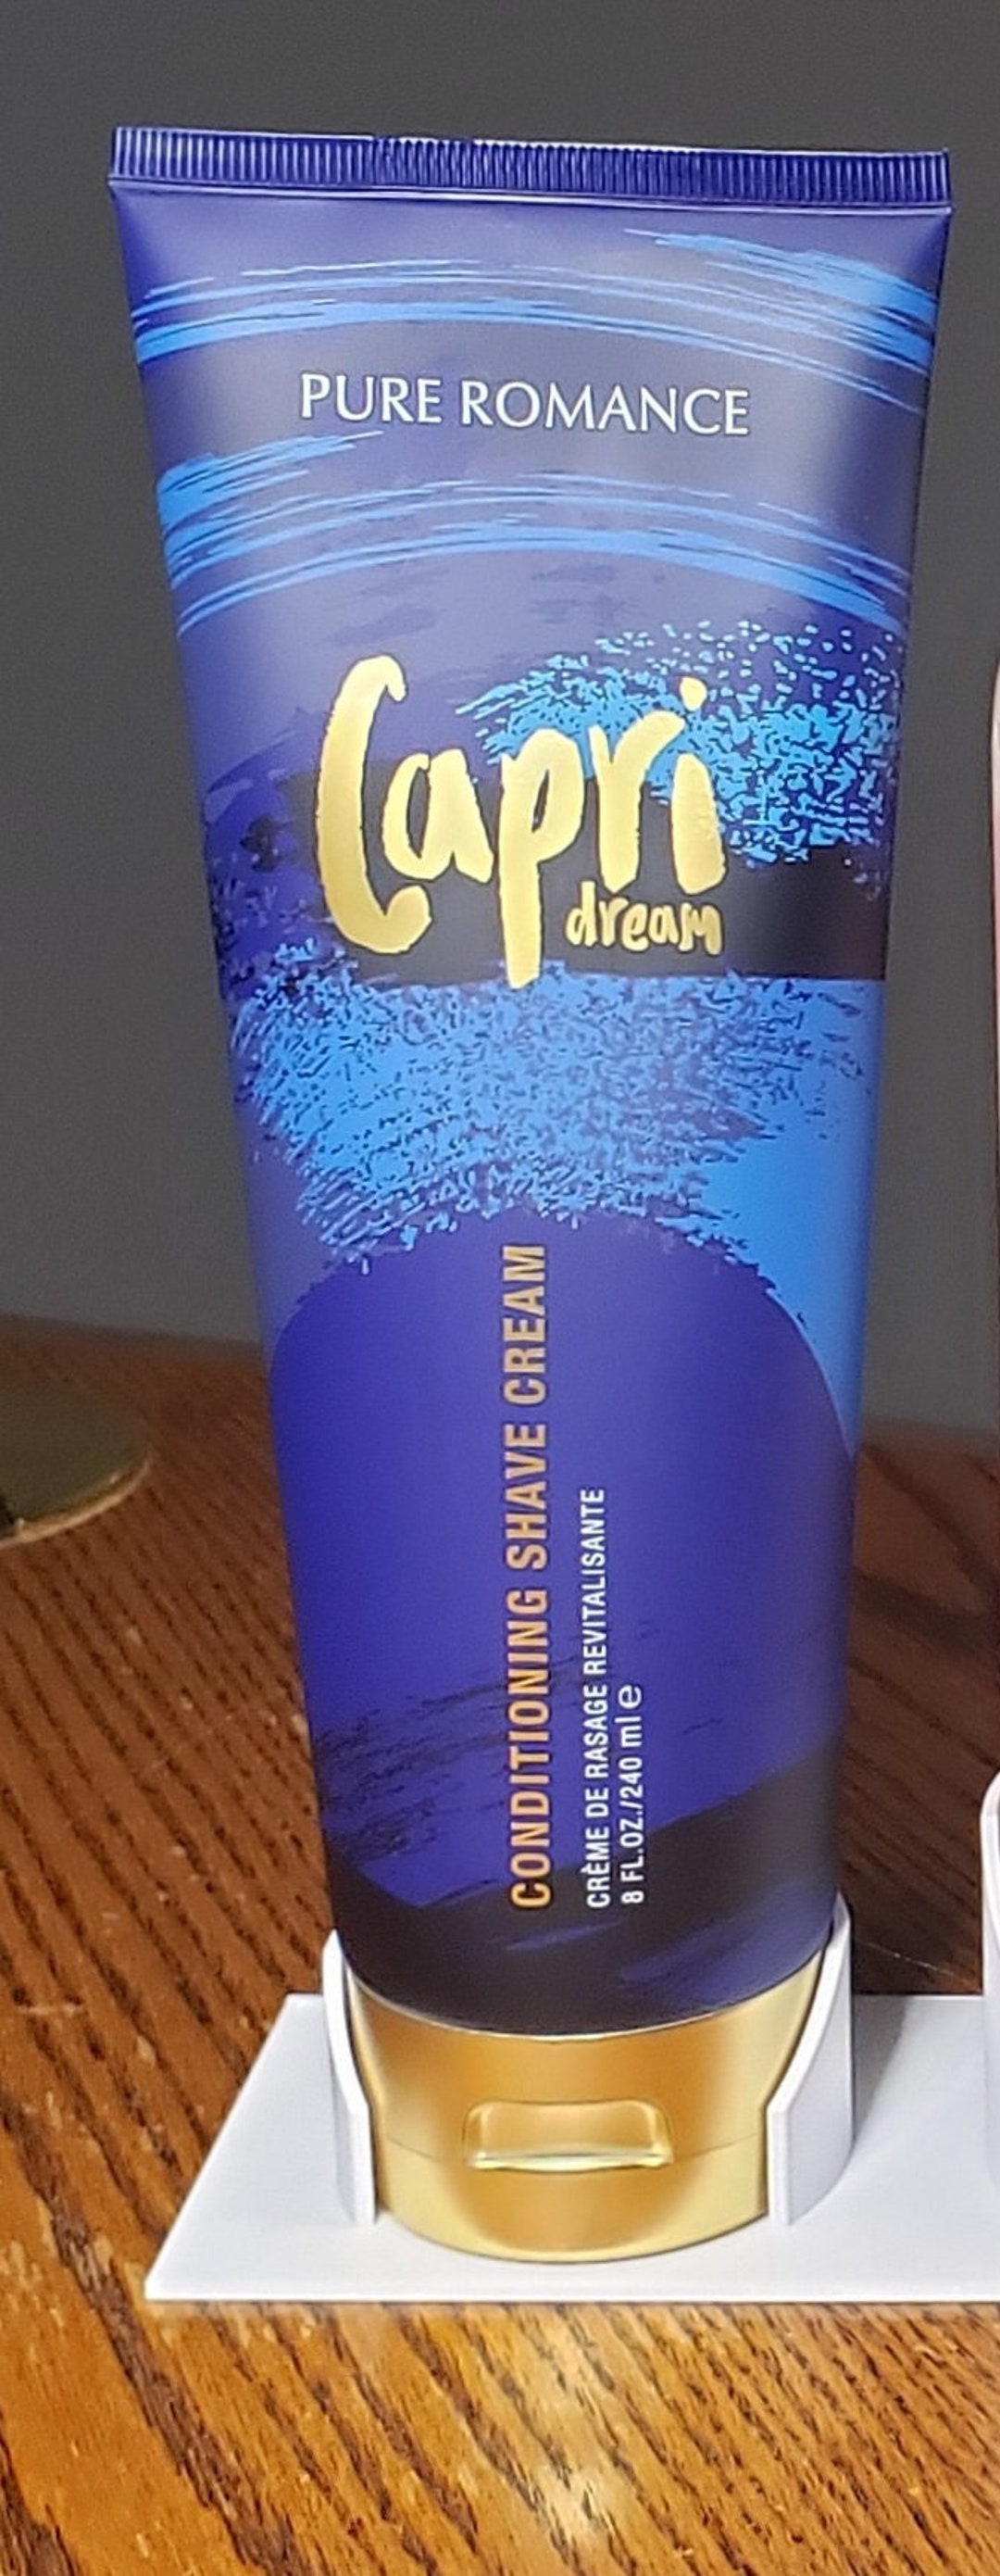 PURE ROMANCE
Capri
dream
CONDITIONING SHAVE CREAM
CRÈME DE RASAGE REVITALISANTE
8 FL.OZ./240 ml e